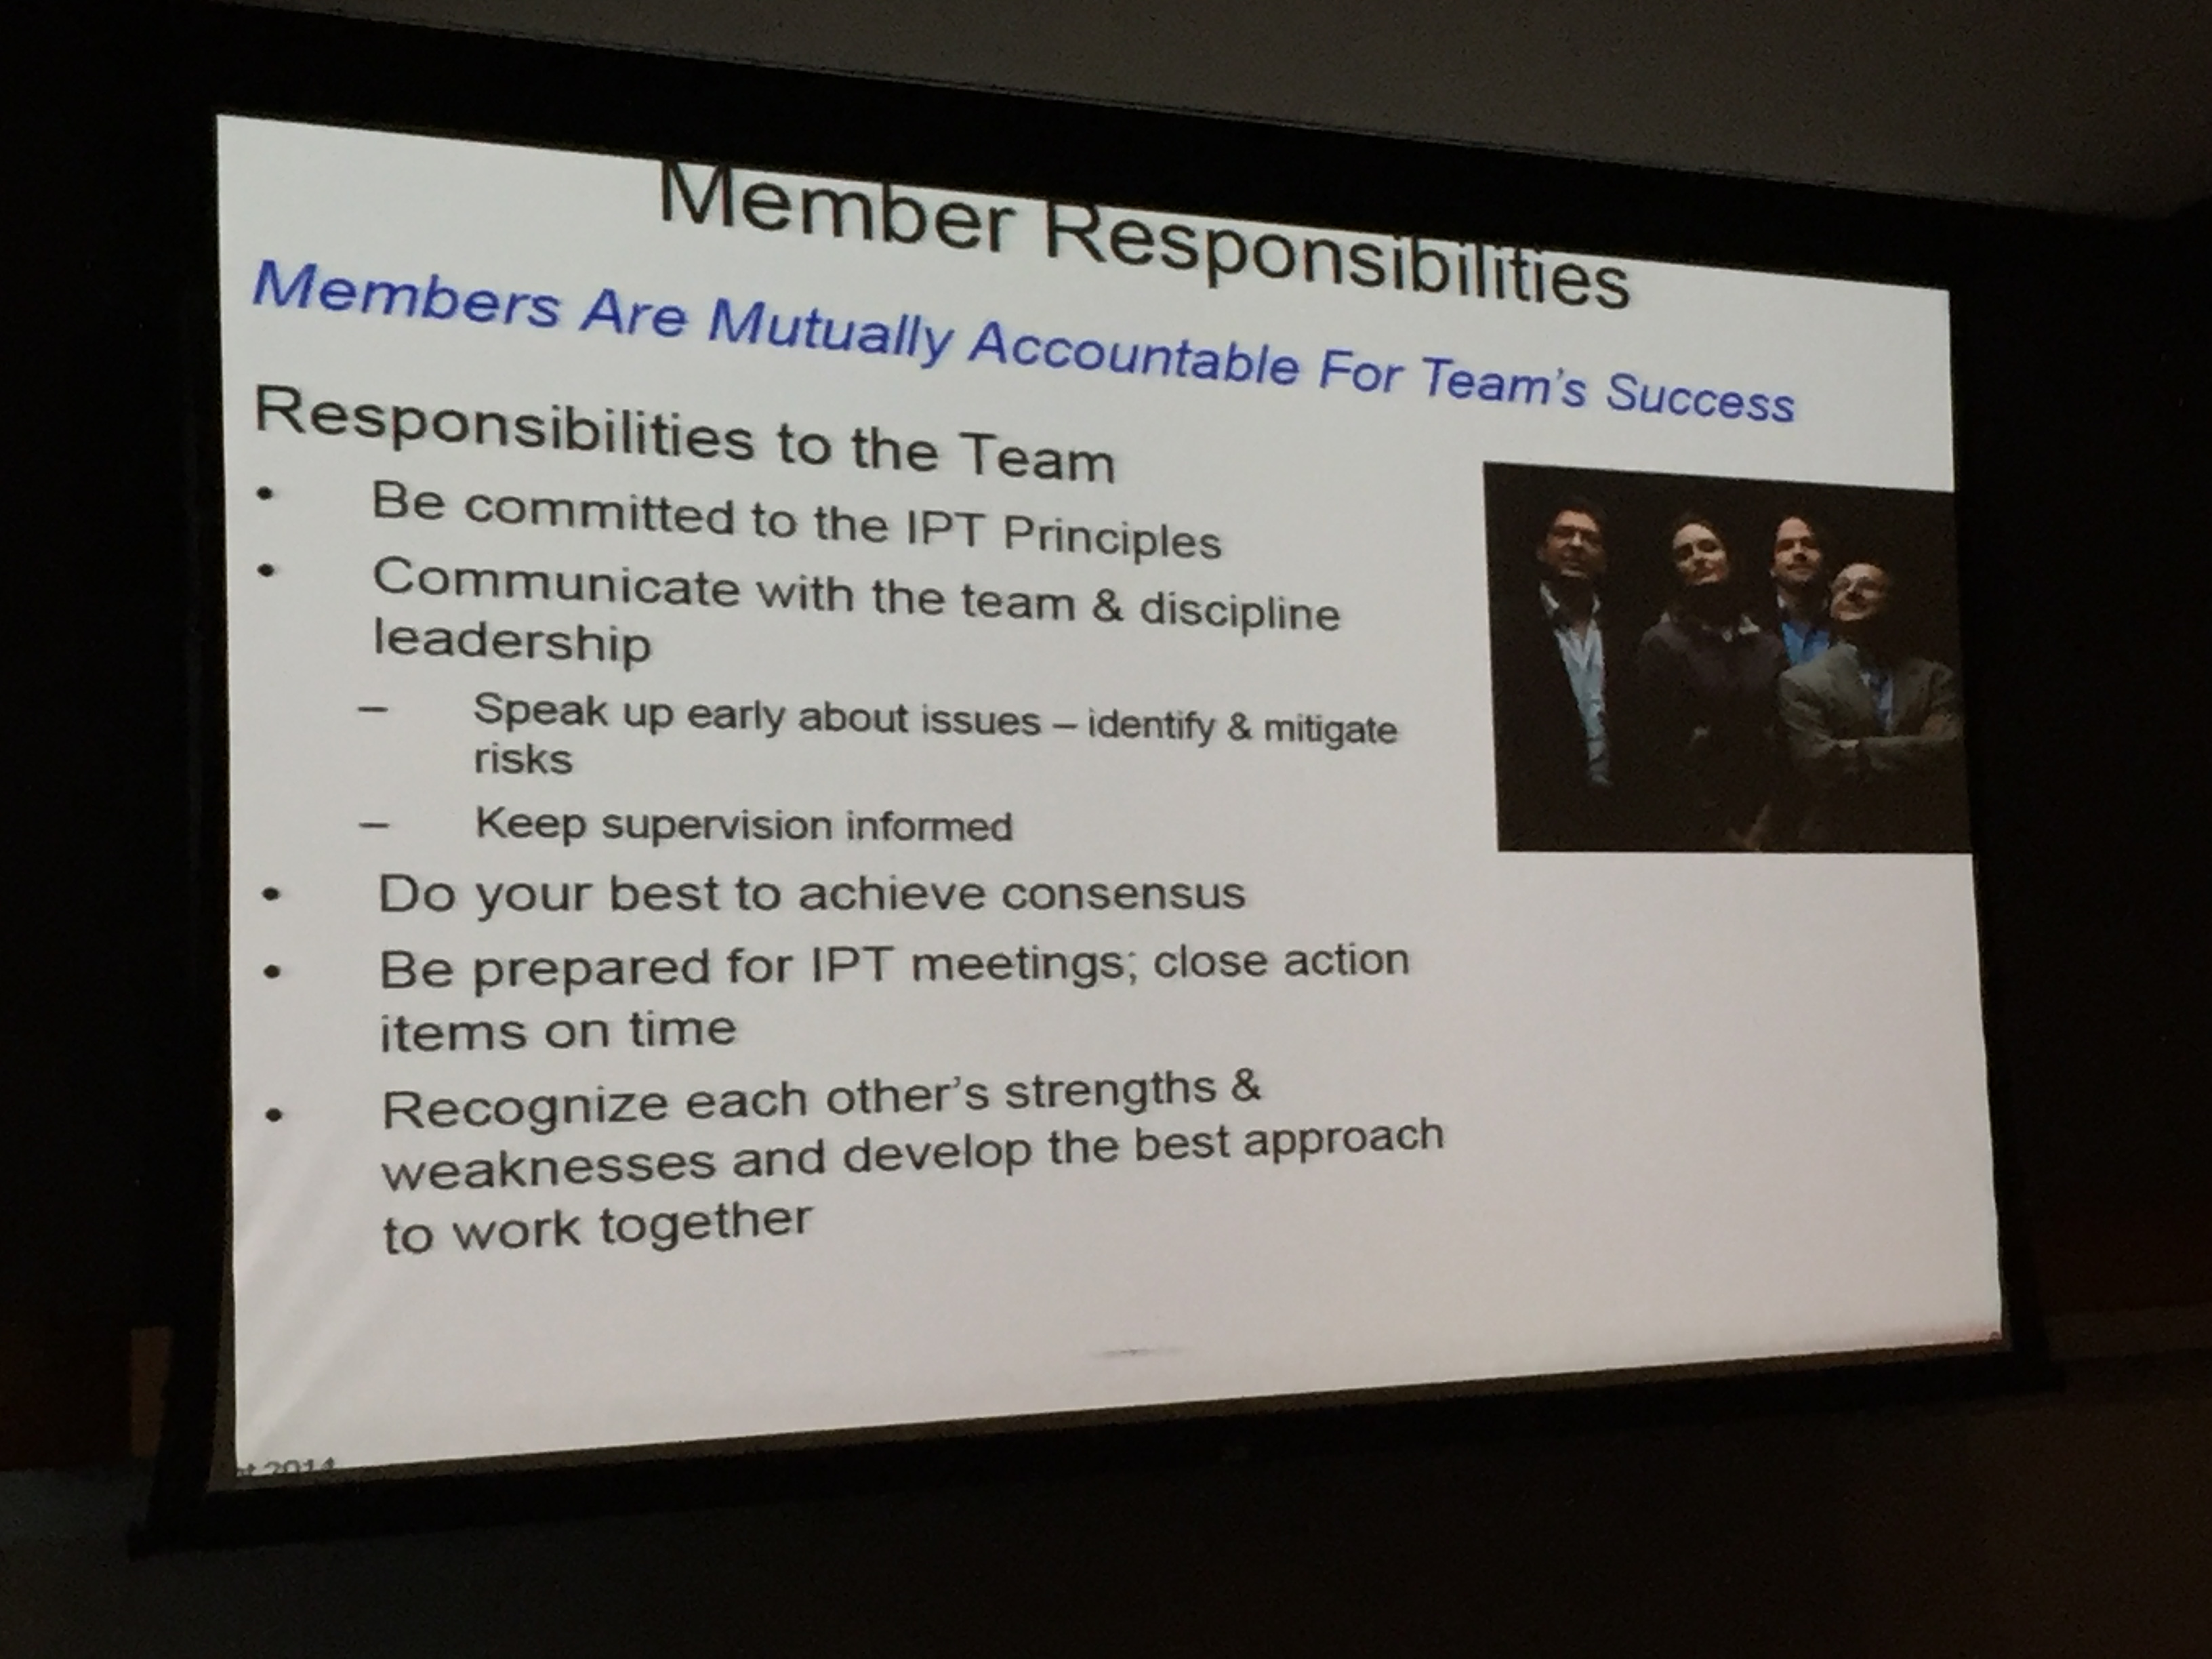 Member Responsibilities
Members Are Mutually Accountable For Team's Success
Responsibilities to the Team
• Be committed to the IPT Principles
• Communicate with the team & discipline
leadership
– Speak up early about issues – identify & mitigate
risks
– Keep supervision informed
• Do your best to achieve consensus
• Be prepared for IPT meetings; close action
items on time
• Recognize each other's strengths &
weaknesses and develop the best approach
to work together
2014